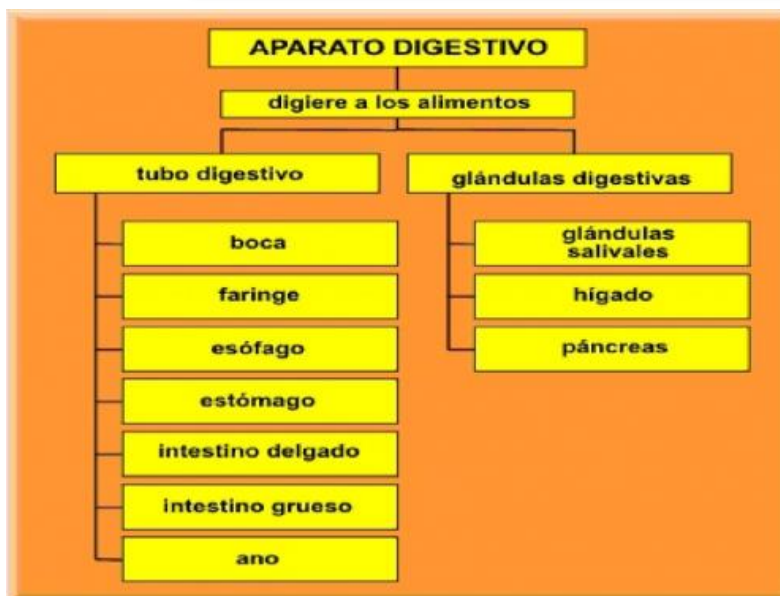 APARATO DIGESTIVO
digiere a los alimentos
tubo digestivo
boca
faringe
esófago
estómago
intestino delgado
intestino grueso
ano
glándulas digestivas
glándulas
salivales
hígado
páncreas